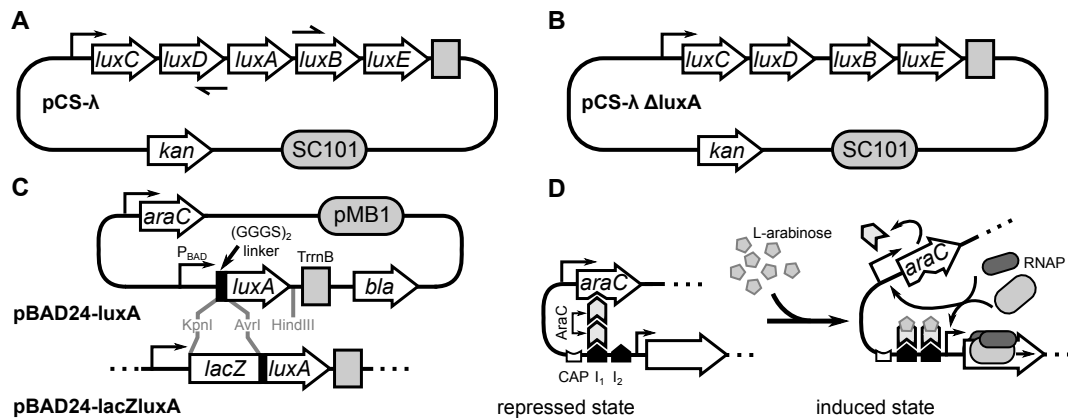 A
luxC luxD luxA luxB luxE
pCS-λ
kan
SC101
B
luxC luxD luxB luxE
pCS-λ ΔluxA
kan
SC101
C
araC
pMB1
(GGGS)₂
linker
P_BAD
TrrnB
luxA
bla
pBAD24-luxA
KpnI AvrI HindIII
lacZ luxA
pBAD24-lacZluxA
D
L-arabinose
araC
AraC
CAP I₁ I₂
repressed state
araC
RNAP
induced state